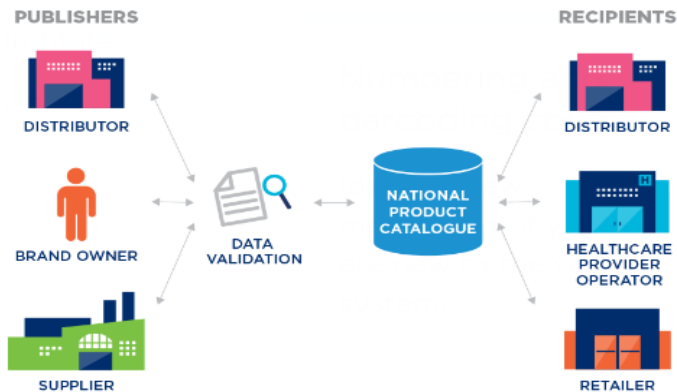 PUBLISHERS
RECIPIENTS
DISTRIBUTOR
DISTRIBUTOR
BRAND OWNER
DATA
VALIDATION
NATIONAL
PRODUCT
CATALOGUE
H
HEALTHCARE
PROVIDER
OPERATOR
SUPPLIER
RETAILER